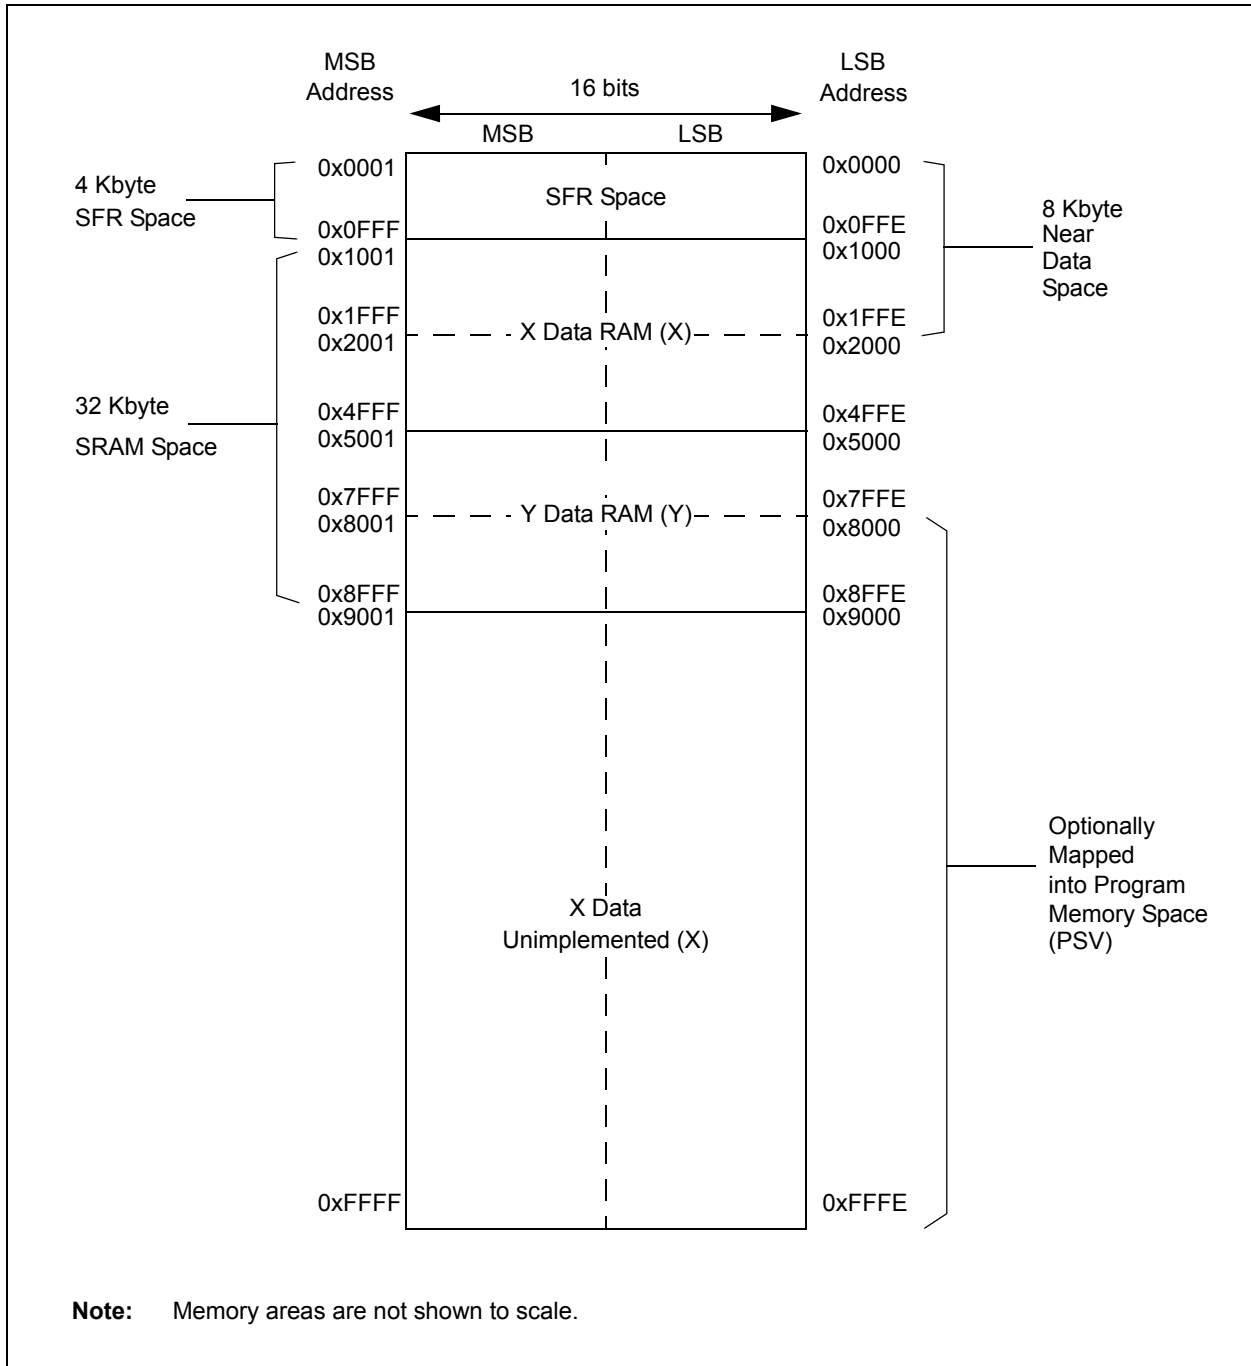 MSB
Address
LSB
Address
16 bits
MSB
LSB
4 Kbyte
SFR Space
0x0001
0x0000
SFR Space
0x0FFF
0x0FFE
0x1001
0x1000
8 Kbyte
Near
Data
Space
0x1FFF
0x1FFE
X Data RAM (X)
0x2001
0x2000
32 Kbyte
SRAM Space
0x4FFF
0x4FFE
0x5001
0x5000
0x7FFF
0x7FFE
Y Data RAM (Y)
0x8001
0x8000
0x8FFF
0x8FFE
0x9001
0x9000
X Data
Unimplemented (X)
Optionally
Mapped
into Program
Memory Space
(PSV)
0xFFFF
0xFFFE
Note: Memory areas are not shown to scale.